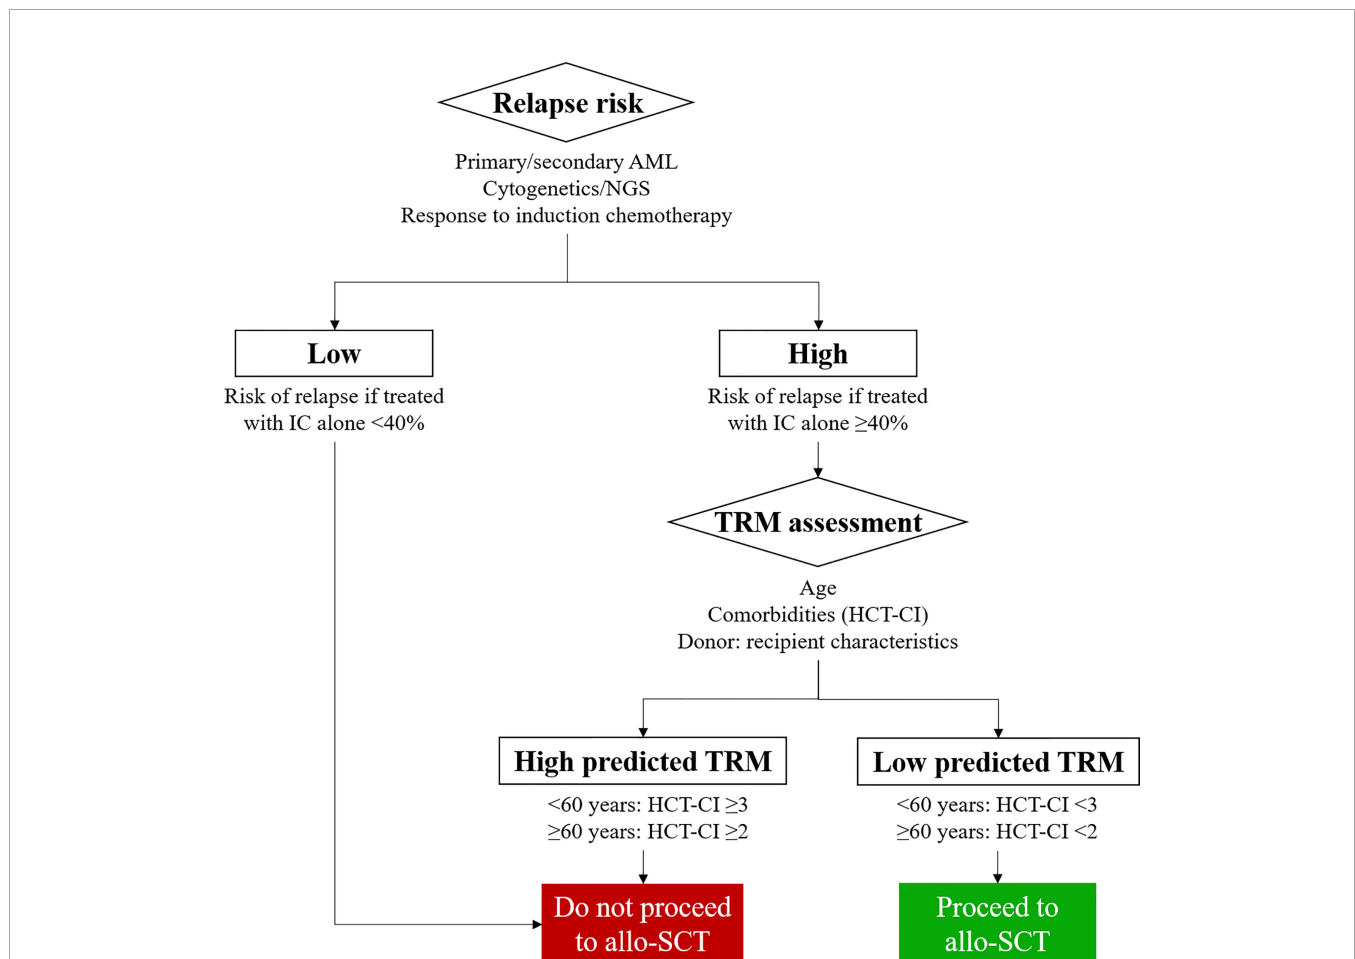 Relapse risk
Primary/secondary AML
Cytogenetics/NGS
Response to induction chemotherapy
Low
High
Risk of relapse if treated
with IC alone <40%
Risk of relapse if treated
with IC alone ≥40%
TRM assessment
Age
Comorbidities (HCT-CI)
Donor: recipient characteristics
High predicted TRM
Low predicted TRM
<60 years: HCT-CI ≥3
≥60 years: HCT-CI ≥2
<60 years: HCT-CI <3
≥60 years: HCT-CI <2
Do not proceed
to allo-SCT
Proceed to
allo-SCT